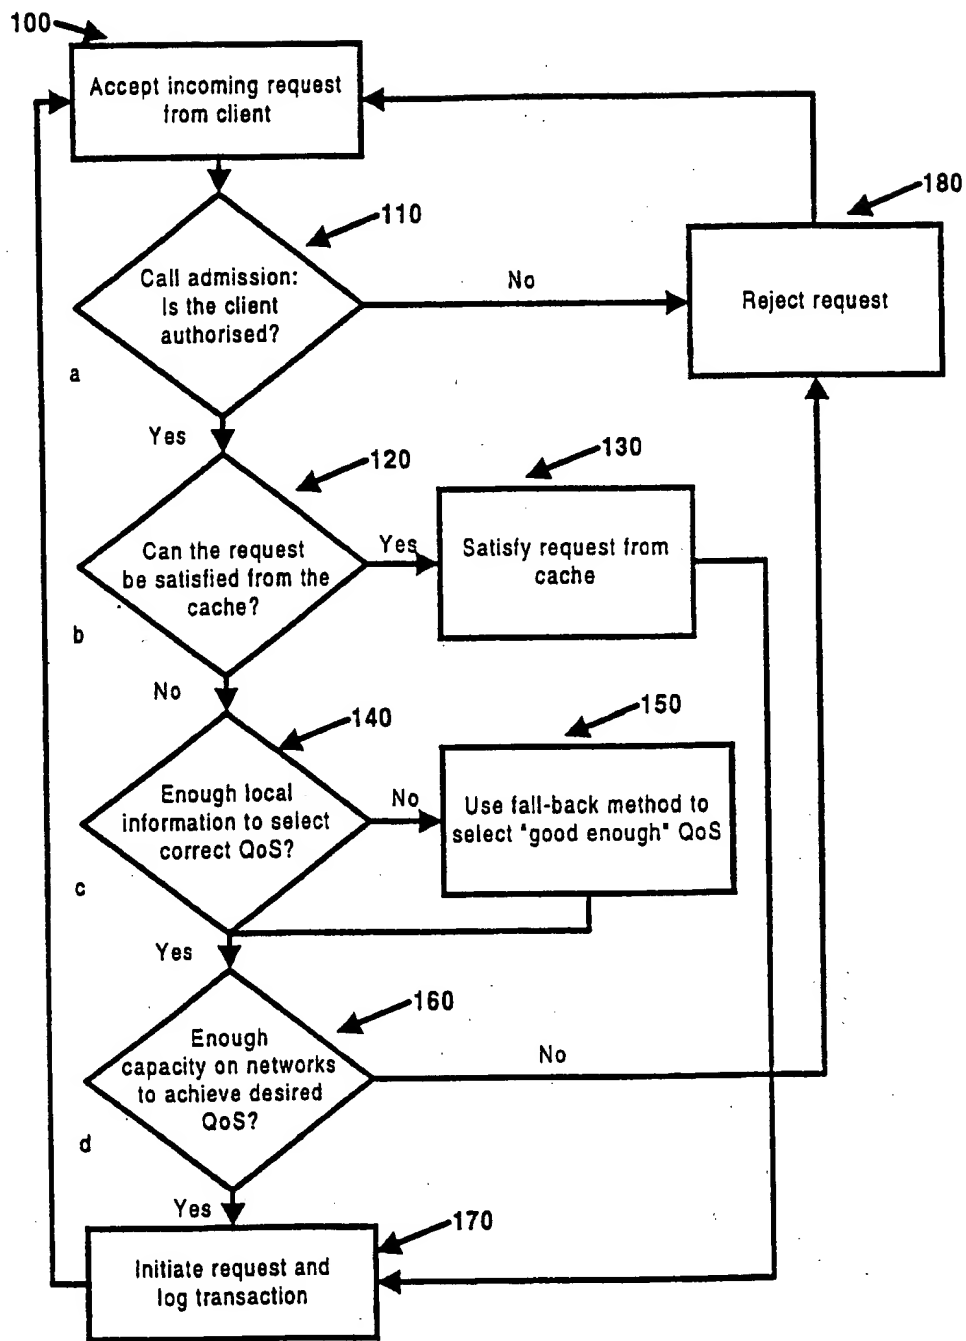 100
Accept incoming request
from client
110
180
Call admission:
Is the client
authorised?
No
Reject request
a
Yes
120
130
Can the request
be satisfied from the
cache?
Yes
Satisfy request from
cache
b
No
140
150
Enough local
information to select
correct QoS?
No
Use fall-back method to
select "good enough" QoS
c
Yes
160
Enough
capacity on networks
to achieve desired
QoS?
No
d
Yes
170
Initiate request and
log transaction